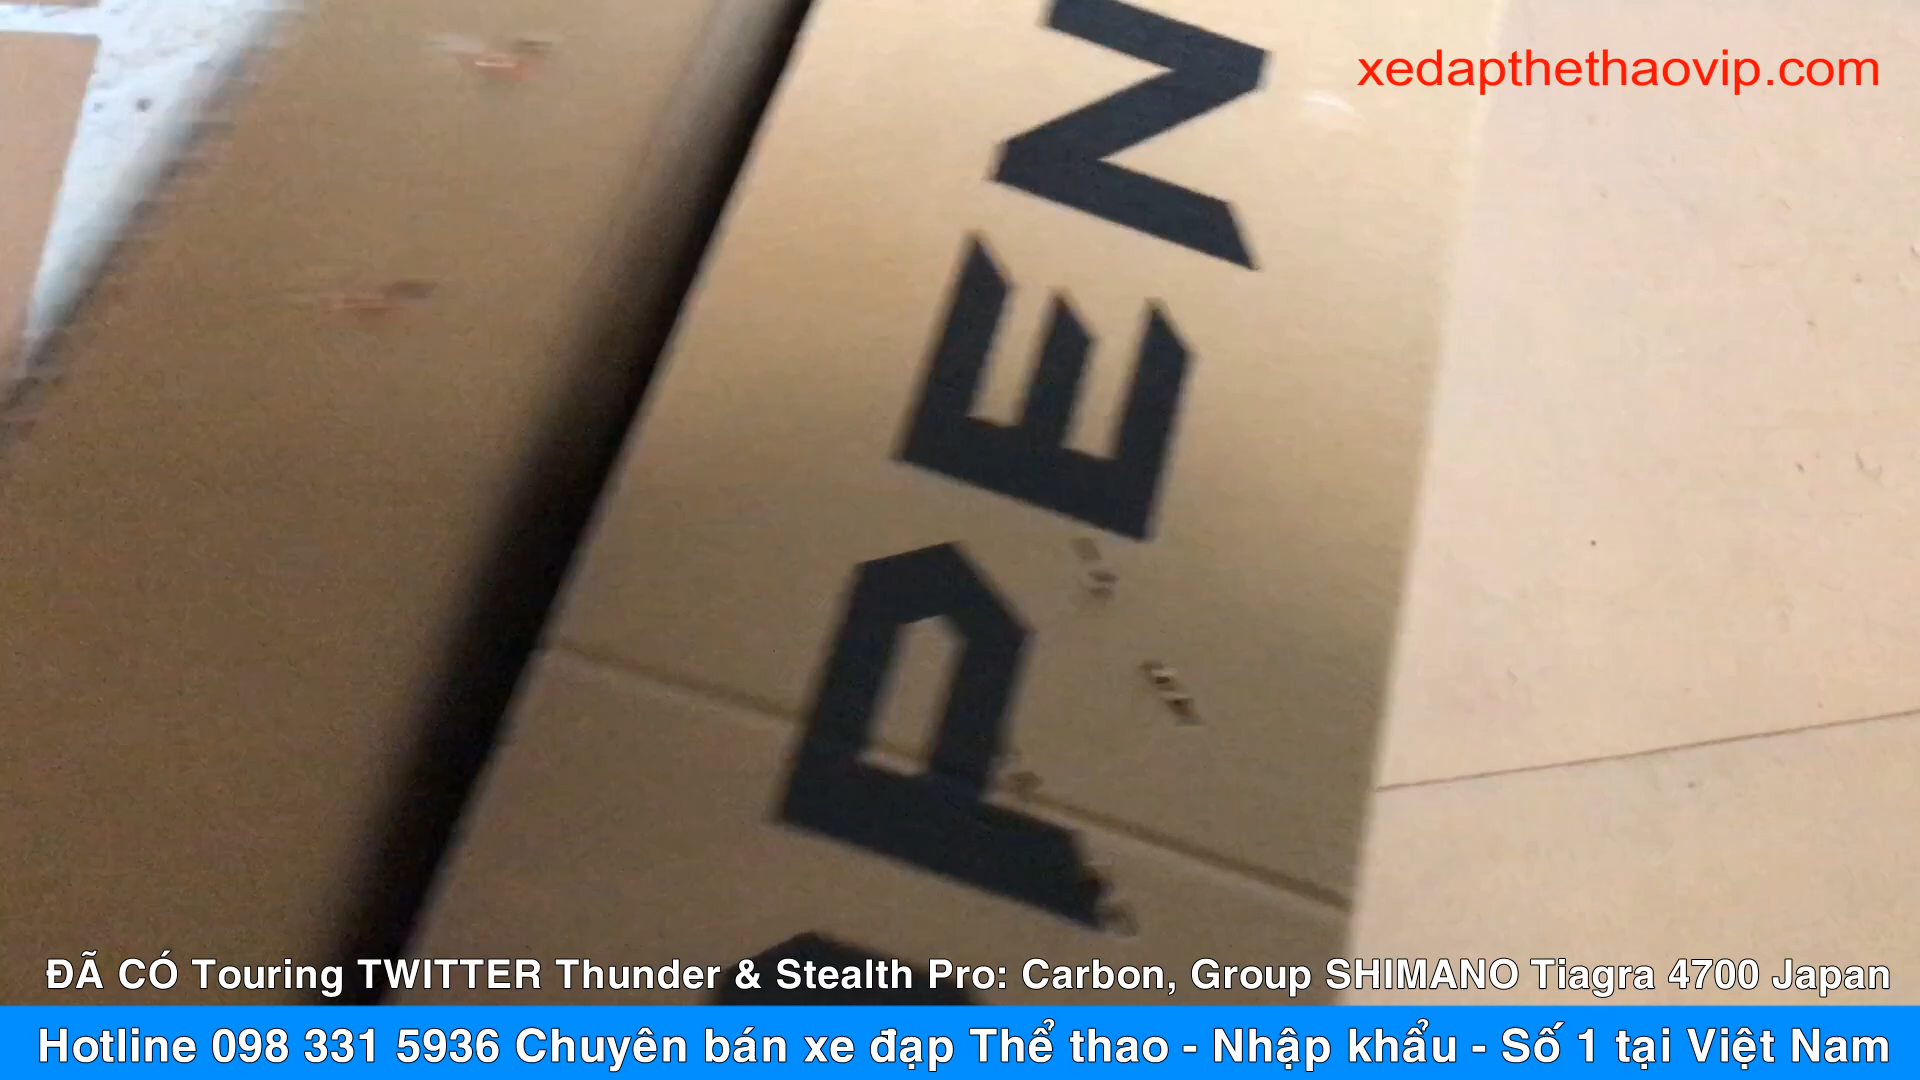 xedapthethaovip.com
PEN
ĐÃ CÓ Touring TWITTER Thunder & Stealth Pro: Carbon, Group SHIMANO Tiagra 4700 Japan
Hotline 098 331 5936 Chuyên bán xe đạp Thể thao - Nhập khẩu - Số 1 tại Việt Nam